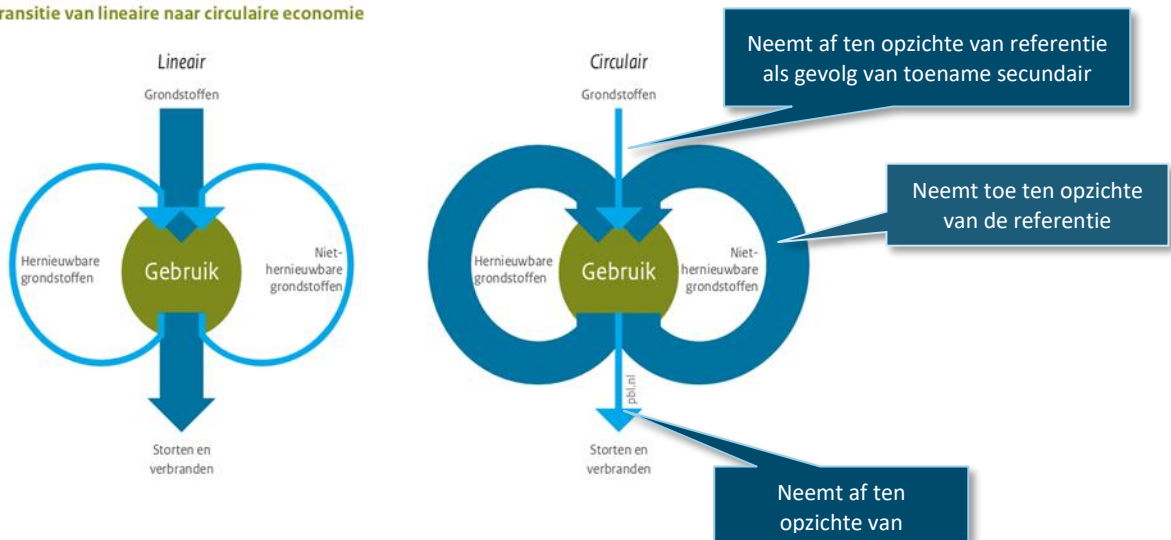 ransitie van lineaire naar circulaire economie
Lineair
Grondstoffen
Hernieuwbare
grondstoffen
Gebruik
Niet-
hernieuwbare
grondstoffen
Storten en
verbranden
Circulair
Grondstoffen
Hernieuwbare
grondstoffen
Gebruik
Niet-
hernieuwbare
grondstoffen
pbl.nl
Storten en
verbranden
Neemt af ten opzichte van referentie
als gevolg van toename secundair
Neemt toe ten opzichte
van de referentie
Neemt af ten
opzichte van